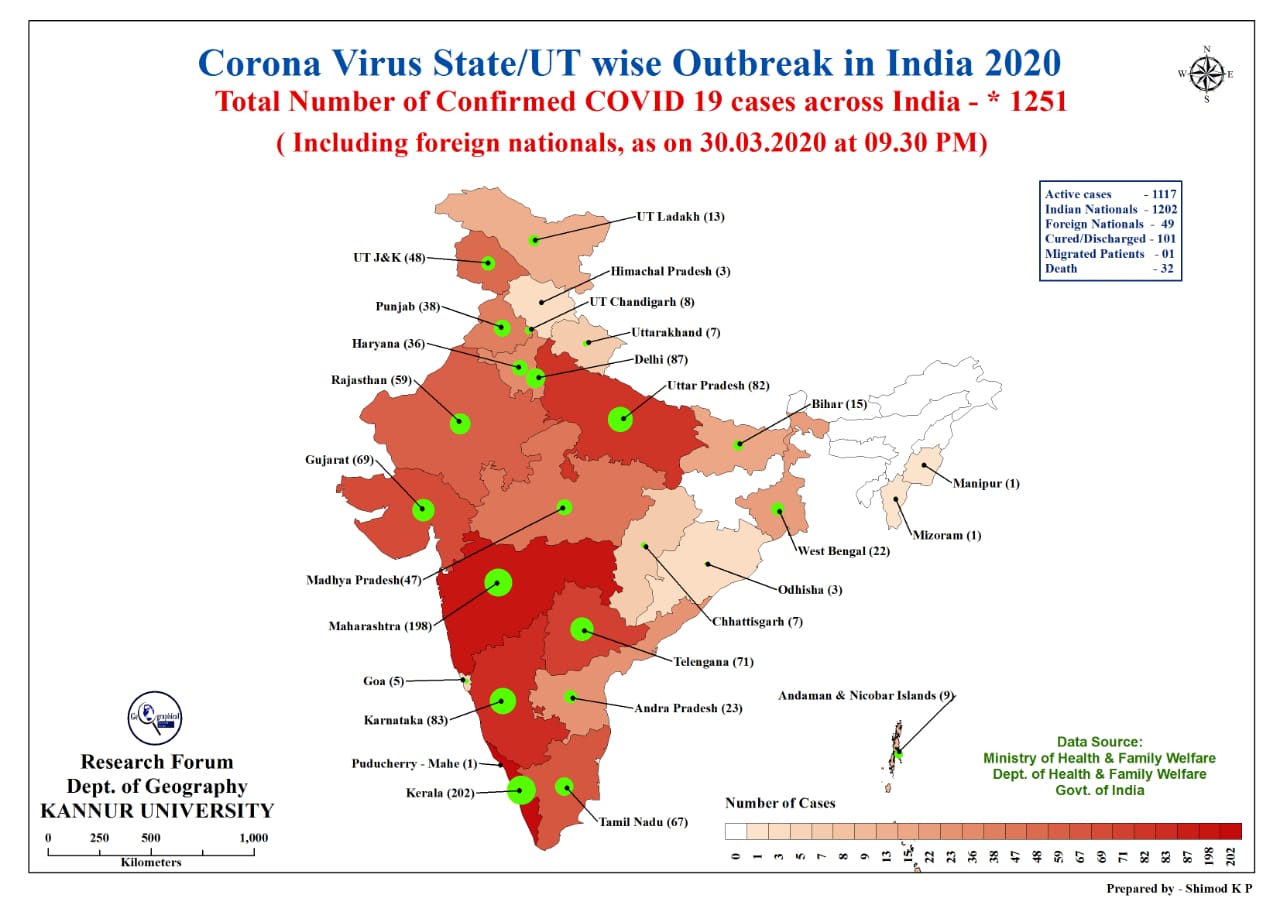 Corona Virus State/UT wise Outbreak in India 2020
Total Number of Confirmed COVID 19 cases across India - * 1251
( Including foreign nationals, as on 30.03.2020 at 09.30 PM)
N
W E
S
Active cases - 1117
Indian Nationals - 1202
Foreign Nationals - 49
Cured/Discharged - 101
Migrated Patients - 01
Death - 32
UT Ladakh (13)
UT J&K (48)
Himachal Pradesh (3)
UT Chandigarh (8)
Punjab (38)
Uttarakhand (7)
Haryana (36)
Delhi (87)
Rajasthan (59)
Uttar Pradesh (82)
Bihar (15)
Gujarat (69)
Manipur (1)
Mizoram (1)
West Bengal (22)
Madhya Pradesh(47)
Odhisha (3)
Chhattisgarh (7)
Maharashtra (198)
Telengana (71)
Goa (5)
Andaman & Nicobar Islands (9)
Andra Pradesh (23)
Karnataka (83)
Puducherry - Mahe (1)
Kerala (202)
Tamil Nadu (67)
Data Source:
Ministry of Health & Family Welfare
Dept. of Health & Family Welfare
Govt. of India
Research Forum
Dept. of Geography
KANNUR UNIVERSITY
0 250 500 1,000
Kilometers
Number of Cases
0 1 3 5 7 8 9 13 15 22 23 36 38 47 48 59 67 69 71 82 83 87 198 202
Prepared by - Shimod K P